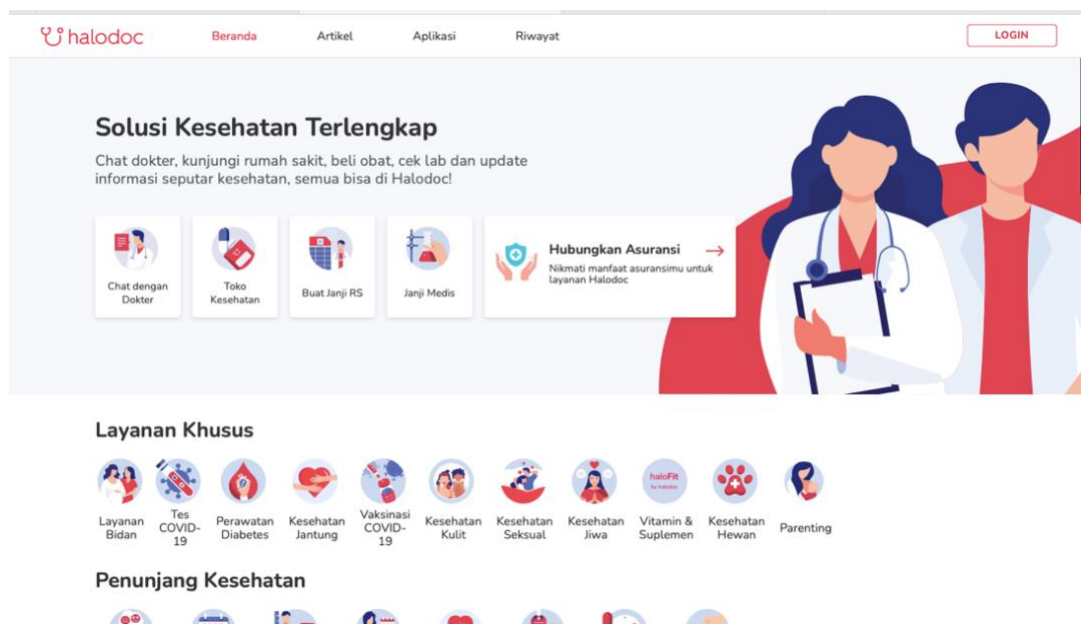 halodoc
Beranda
Artikel
Aplikasi
Riwayat
LOGIN
Solusi Kesehatan Terlengkap
Chat dokter, kunjungi rumah sakit, beli obat, cek lab dan update
informasi seputar kesehatan, semua bisa di Halodoc!
Chat dengan
Dokter
Toko
Kesehatan
Buat Janji RS
Janji Medis
Hubungkan Asuransi
Nikmati manfaat asuransimu untuk
layanan Halodoc
Layanan Khusus
Layanan
Bidan
Tes
COVID-
19
Perawatan
Diabetes
Kesehatan
Jantung
Vaksinasi
COVID-
19
Kesehatan
Kulit
Kesehatan
Seksual
Kesehatan
Jiwa
haloFit
by halodoc
Vitamin &
Suplemen
Kesehatan
Hewan
Parenting
Penunjang Kesehatan